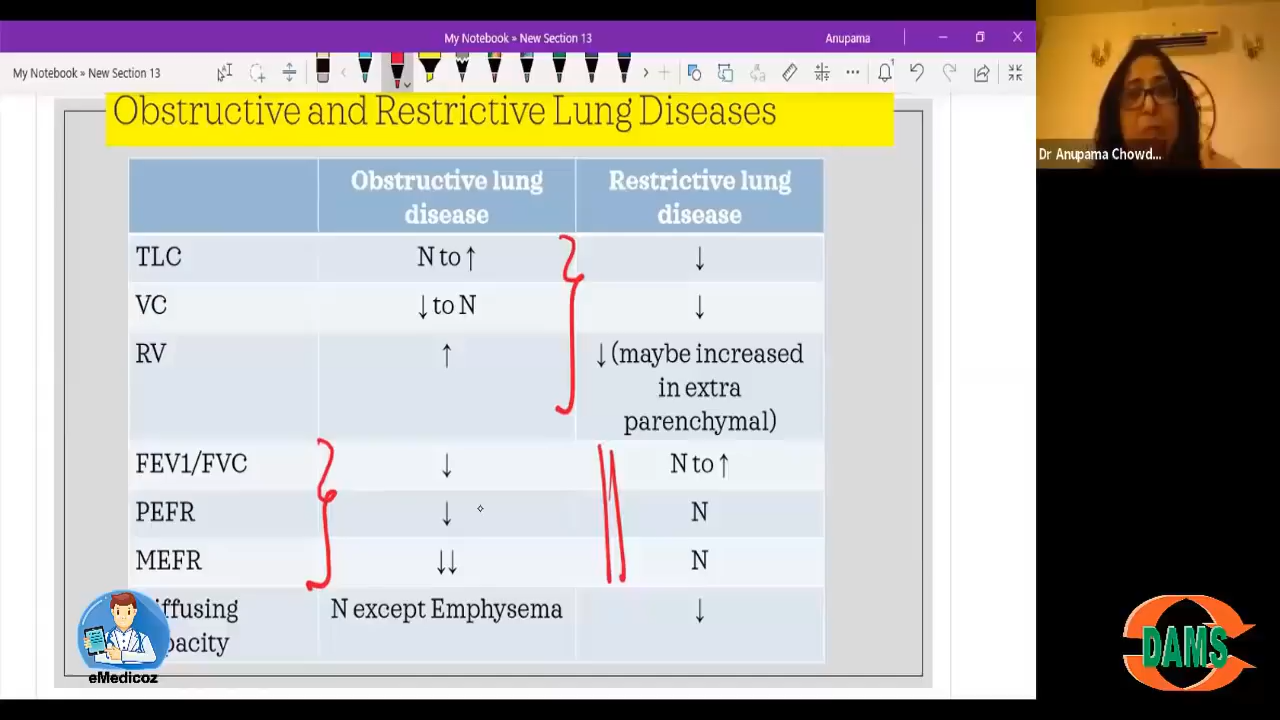 My Notebook » New Section 13
Anupama
My Notebook » New Section 13
1
Dr Anupama Chowd...
Obstructive and Restrictive Lung Diseases
Obstructive lung disease
Restrictive lung disease
TLC N to ↑ ↓
VC ↓ to N ↓
RV ↑ ↓ (maybe increased in extra parenchymal)
FEV1/FVC ↓ N to ↑
PEFR ↓ N
MEFR ↓↓ N
iffusing pacity N except Emphysema ↓
eMedicoz
DAMS